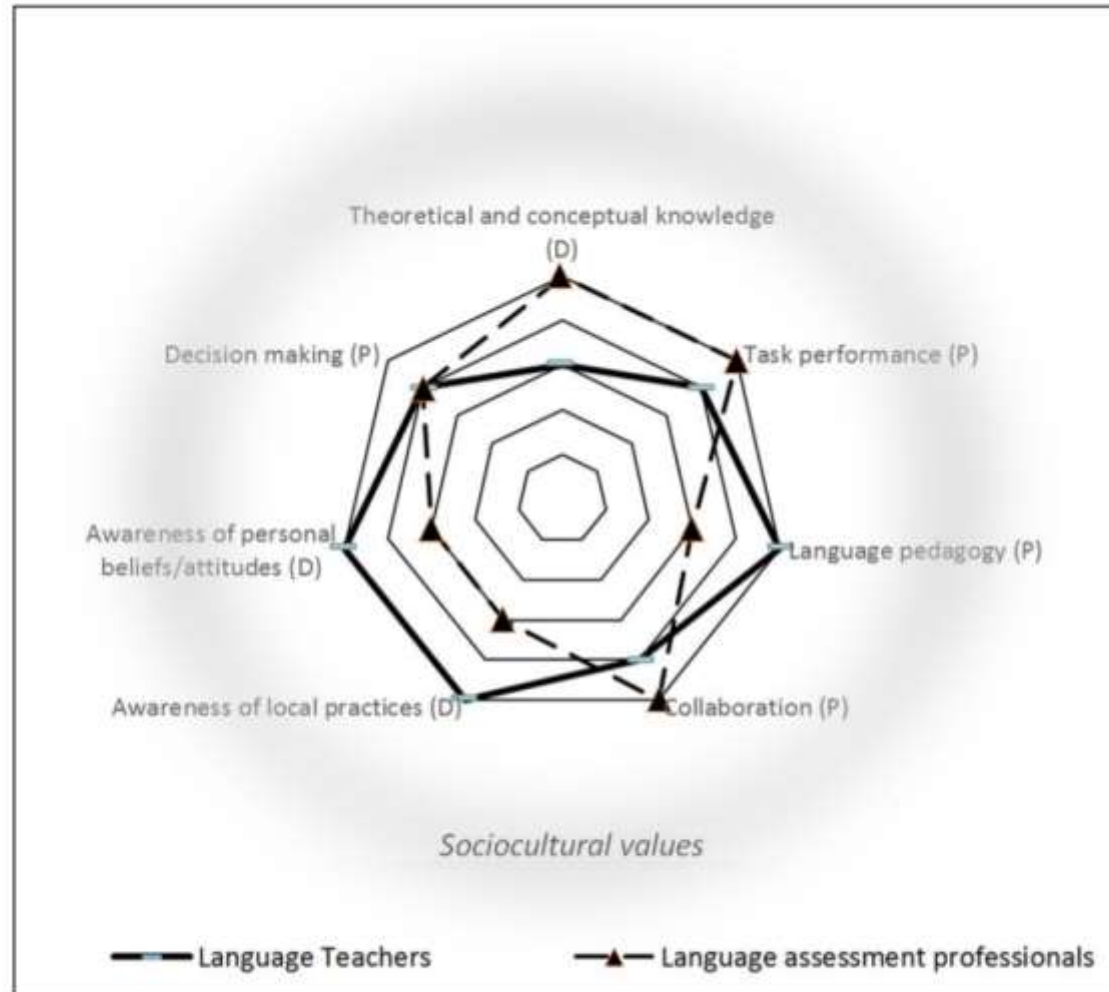 Theoretical and conceptual knowledge
(D)
Decision making (P)
Task performance (P)
Awareness of personal
beliefs/attitudes (D)
Language pedagogy (P)
Awareness of local practices (D)
Collaboration (P)
Sociocultural values
Language Teachers
Language assessment professionals